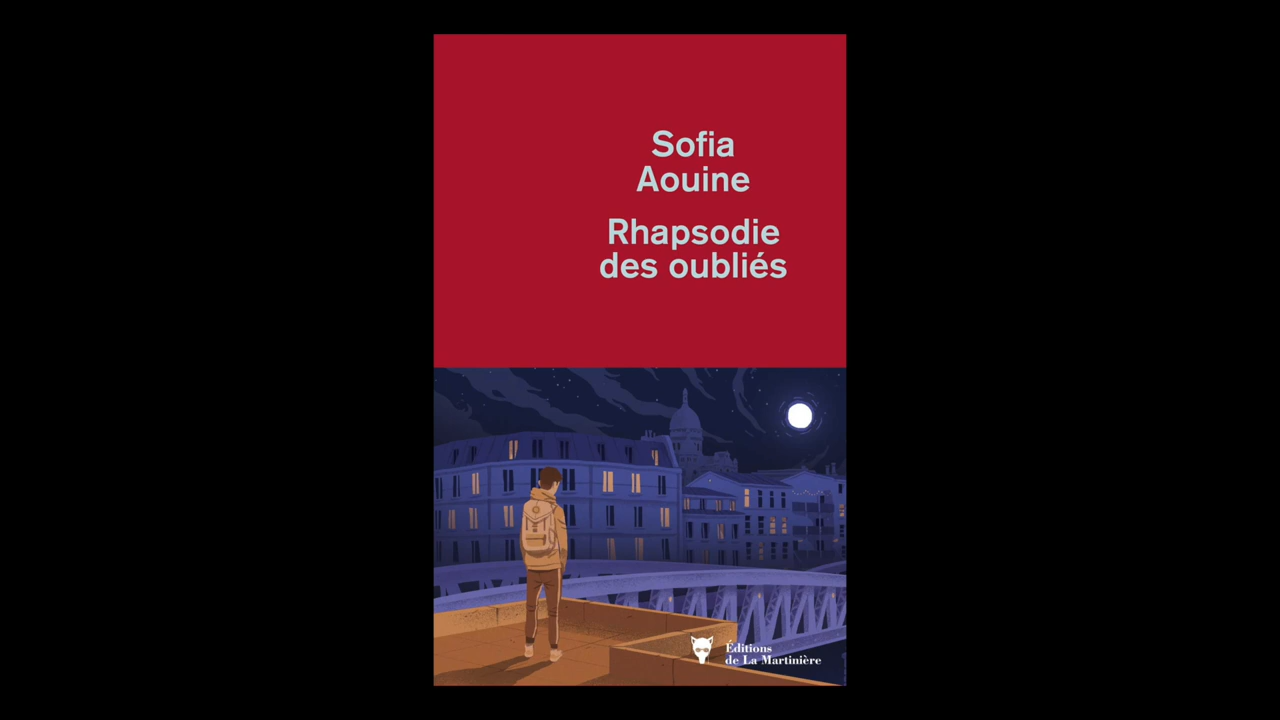 Sofia
Aouine
Rhapsodie
des oubliés
Éditions
de La Martinière